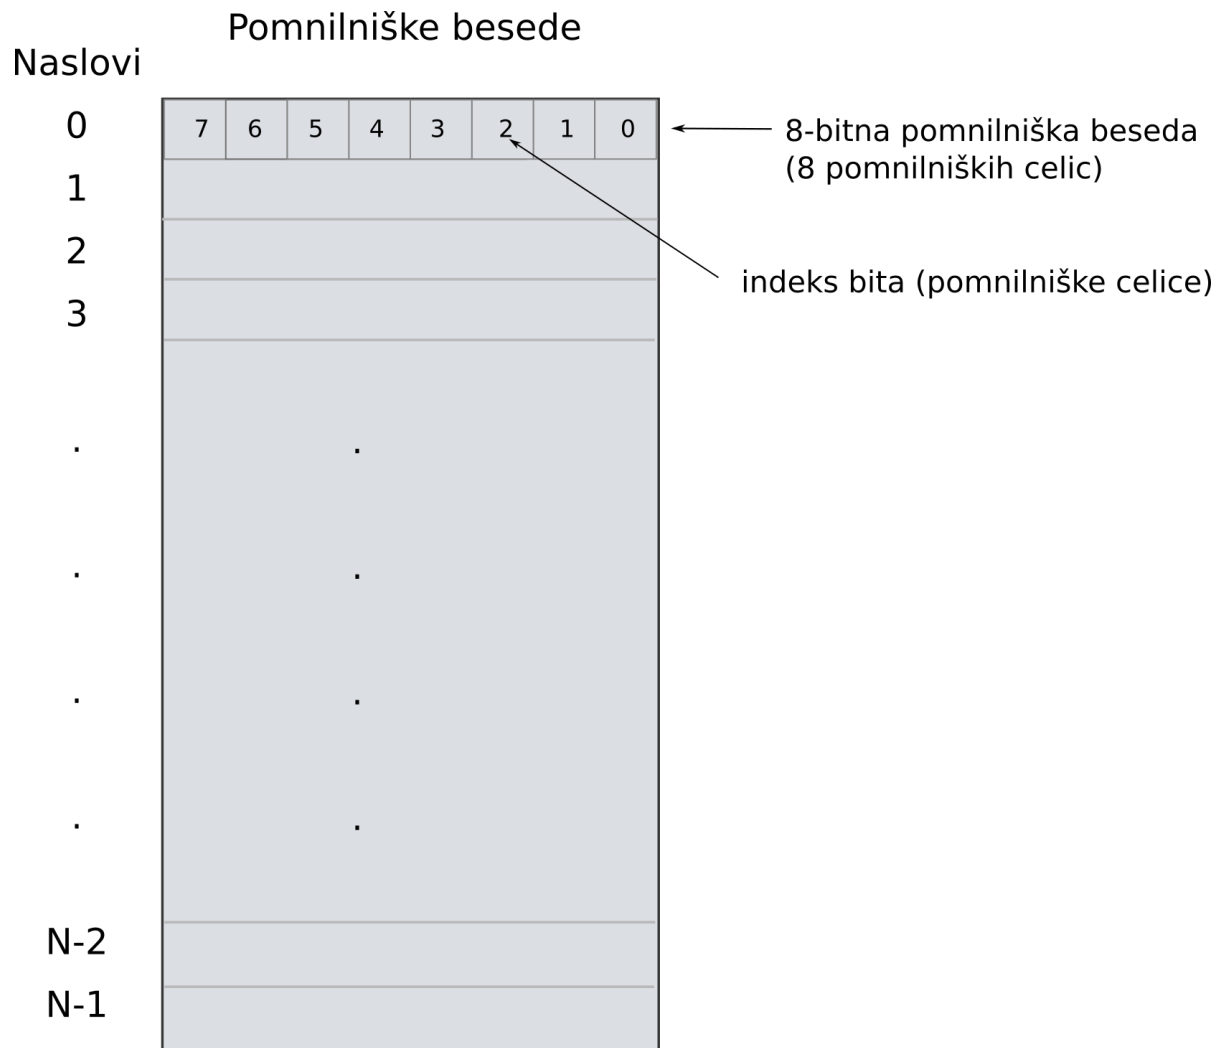 Pomnilniške besede
Naslovi
0
7 6 5 4 3 2 1 0
8-bitna pomnilniška beseda
(8 pomnilniških celic)
1
2
indeks bita (pomnilniške celice)
3
. .
. .
. .
. .
N-2
N-1